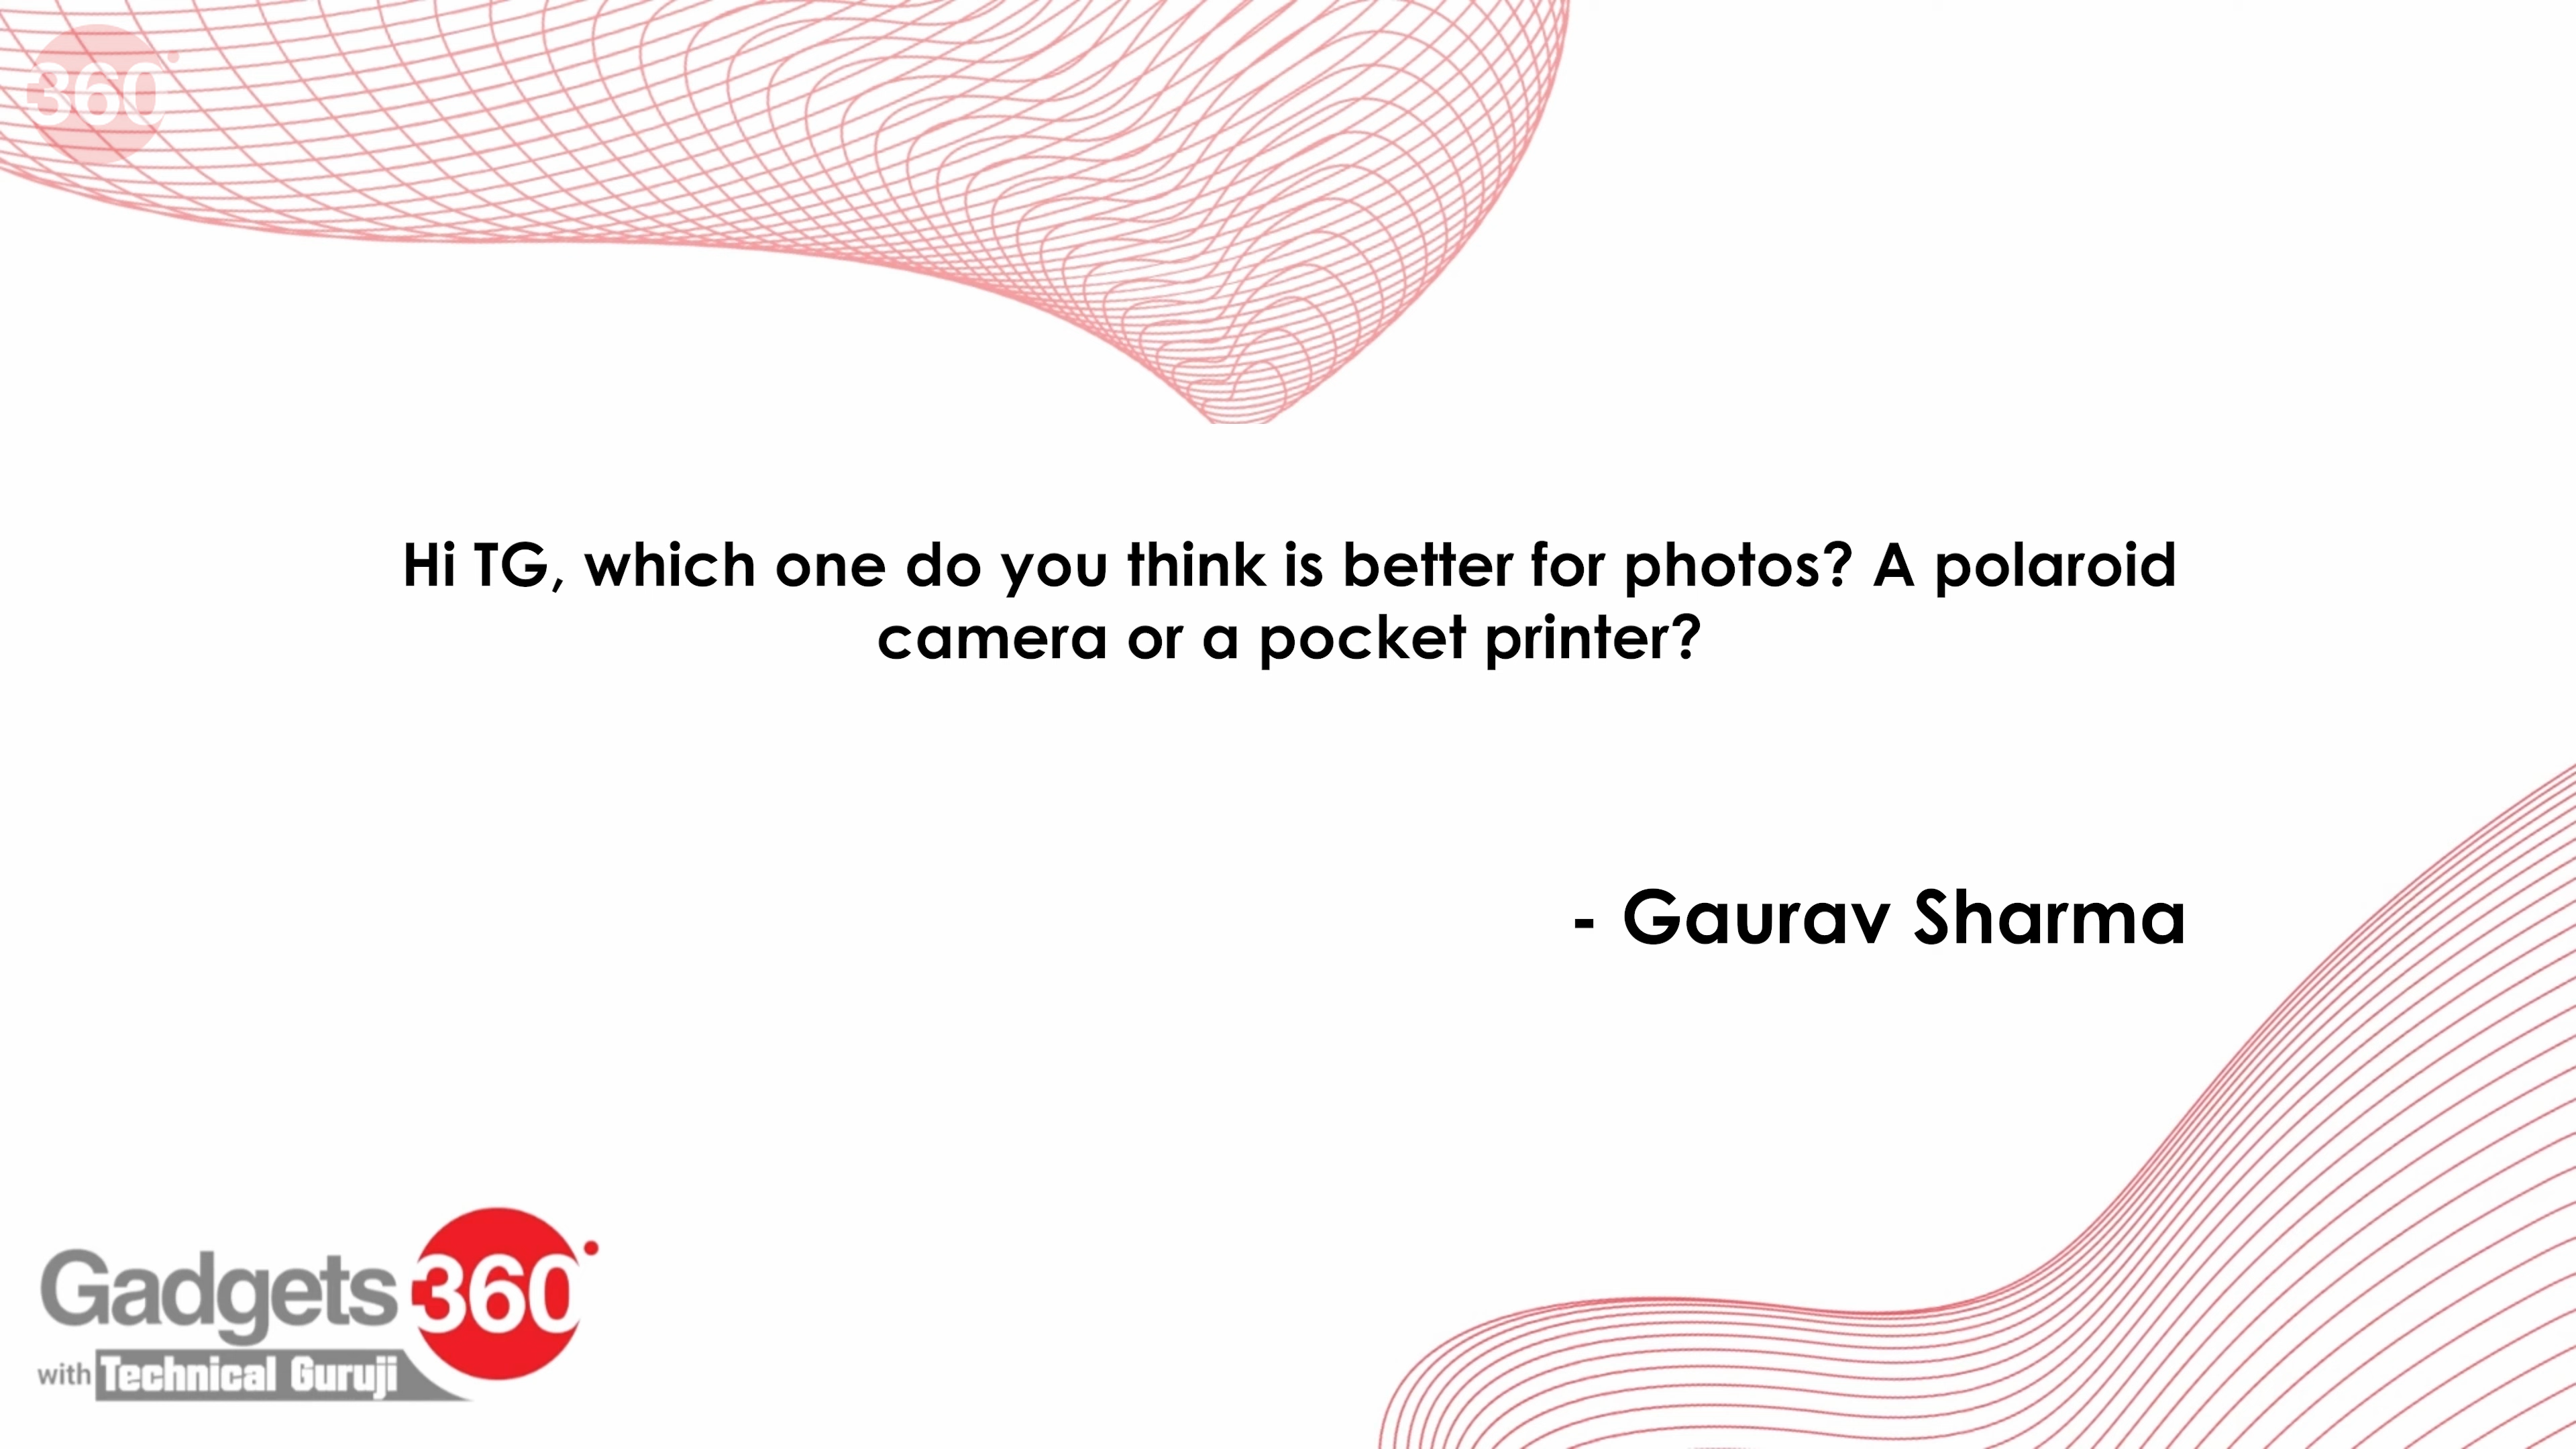 360°
Hi TG, which one do you think is better for photos? A polaroid
camera or a pocket printer?
- Gaurav Sharma
Gadgets 360°
with Technical Guruji